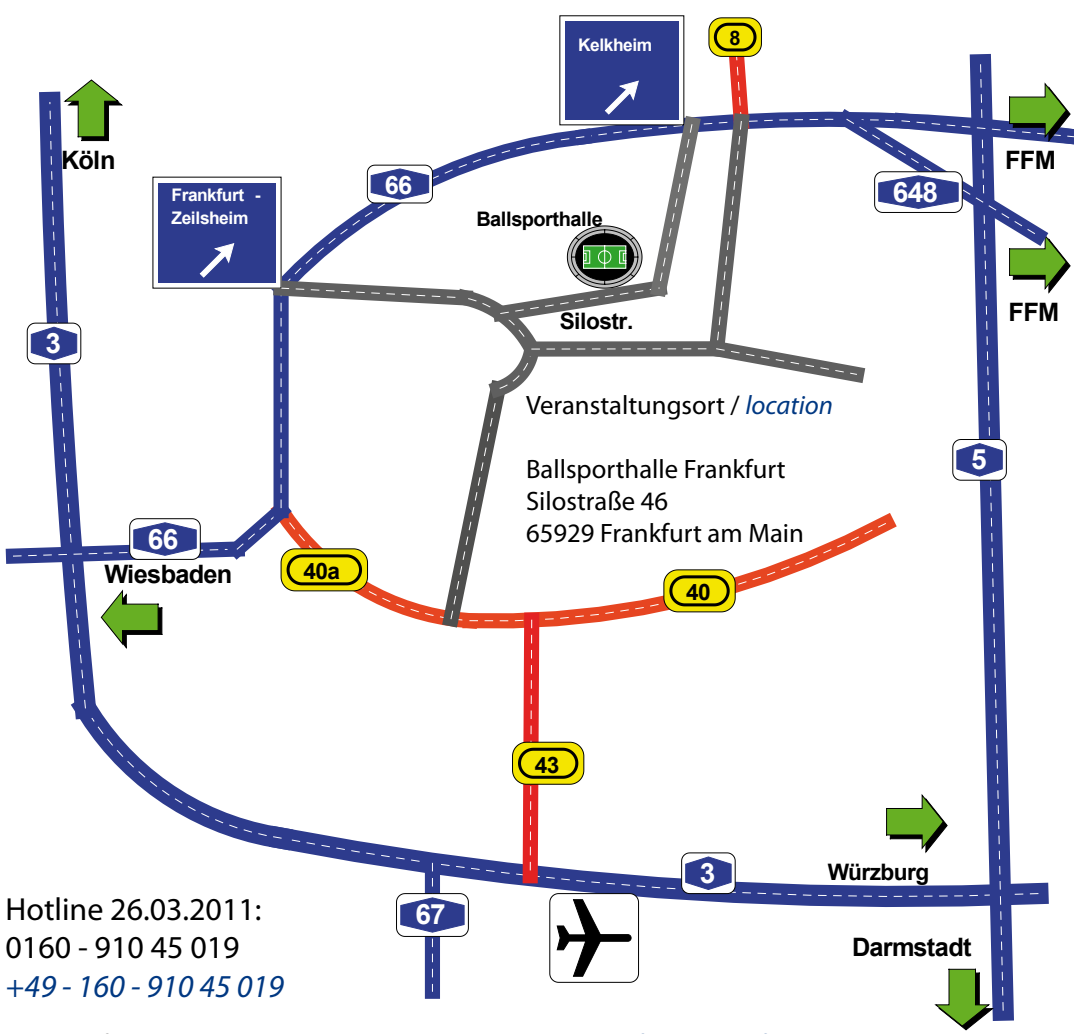 Kelkheim
8
Köln
FFM
Frankfurt -
Zeilsheim
66
648
Ballsporthalle
FFM
Silostr.
3
Veranstaltungsort / location
5
Ballsporthalle Frankfurt
Silostraße 46
65929 Frankfurt am Main
66
Wiesbaden
40a
40
43
3
Würzburg
67
Hotline 26.03.2011:
0160 - 910 45 019
+49 - 160 - 910 45 019
Darmstadt